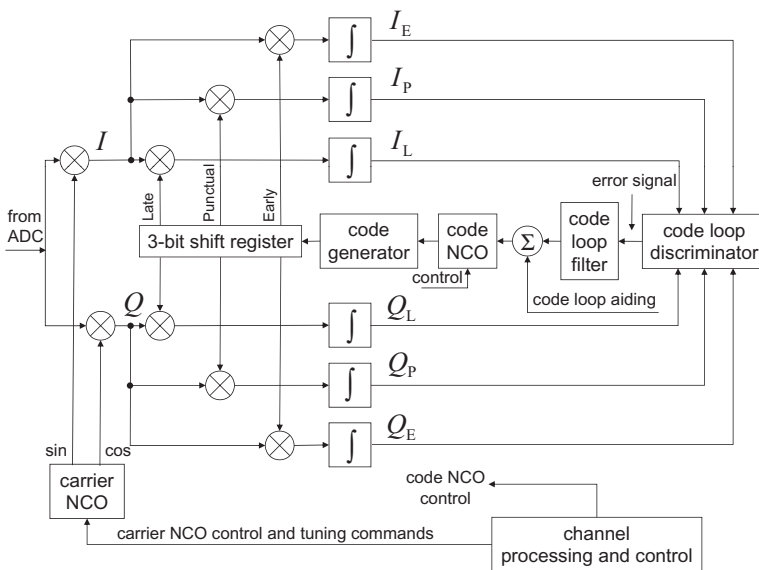 ∫
I_E
∫
I_P
I
∫
I_L
from
ADC
Late
Punctual
Early
error signal
3-bit shift register
code
generator
code
NCO
Σ
code
loop
filter
code loop
discriminator
control
code loop aiding
Q
∫
Q_L
∫
Q_P
∫
Q_E
sin
cos
carrier
NCO
code NCO
control
carrier NCO control and tuning commands
channel
processing and control